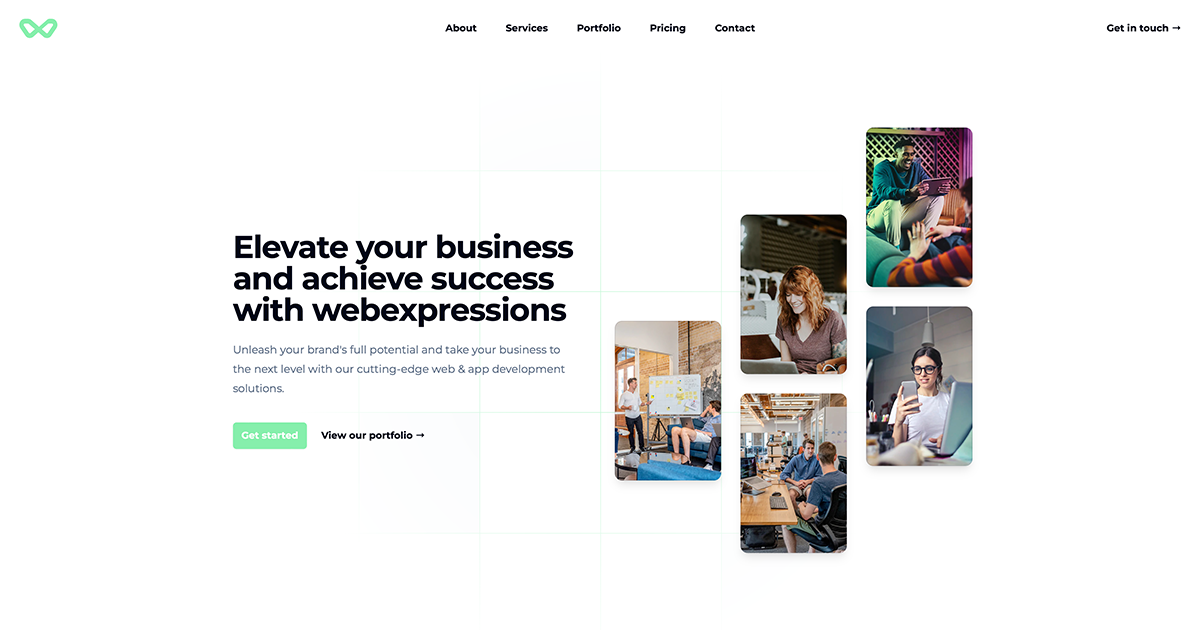 About Services Portfolio Pricing Contact Get in touch →
Elevate your business
and achieve success
with webexpressions
Unleash your brand's full potential and take your business to
the next level with our cutting-edge web & app development
solutions.
Get started View our portfolio →